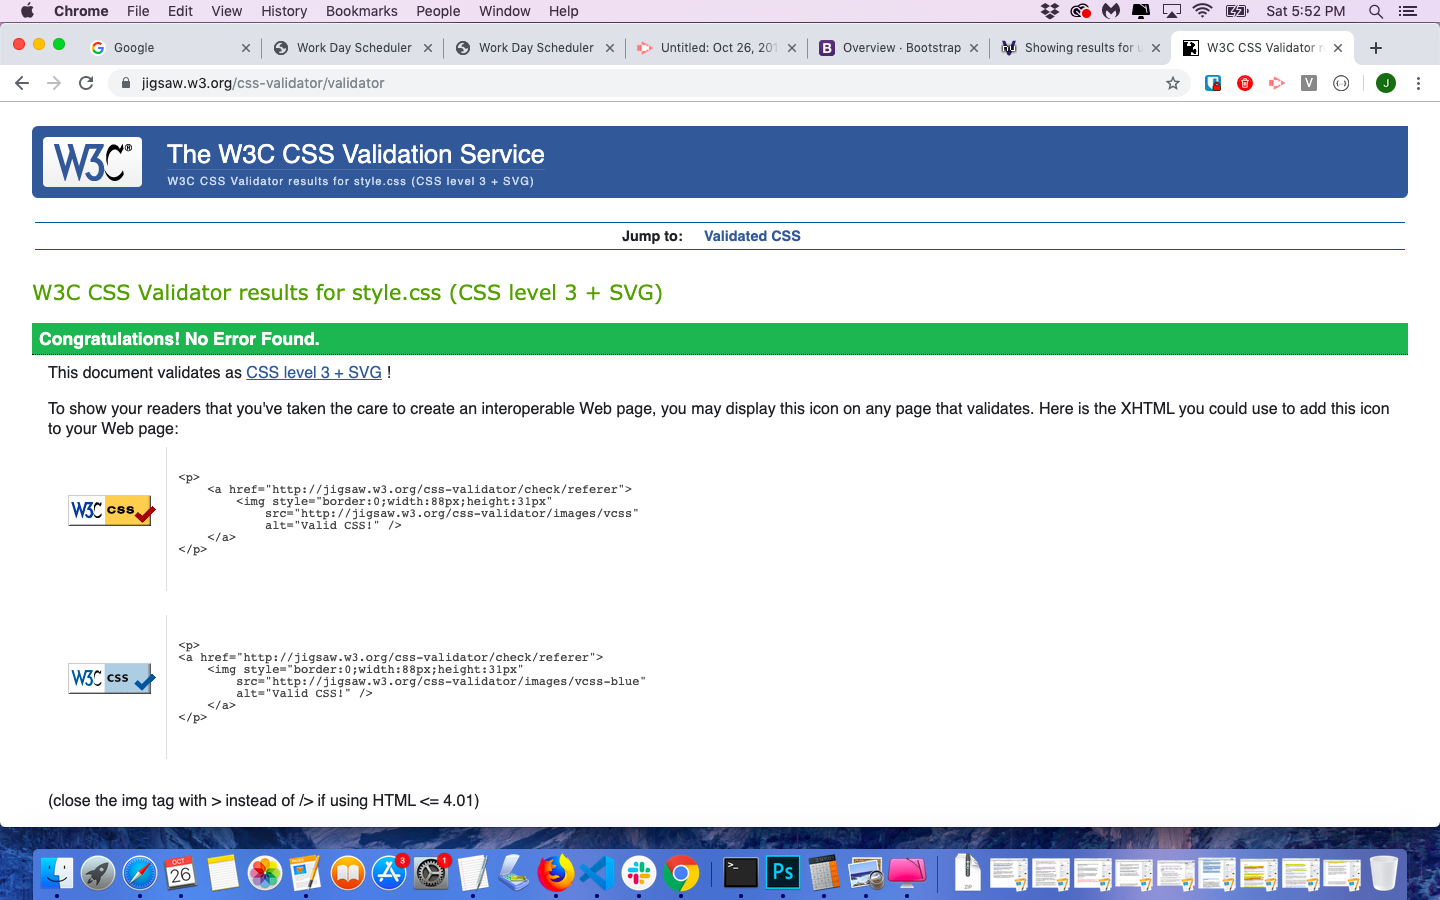 Chrome File Edit View History Bookmarks People Window Help Sat 5:52 PM
Google Work Day Scheduler Work Day Scheduler Untitled: Oct 26, 201 Overview · Bootstrap Showing results for u W3C CSS Validator r
jigsaw.w3.org/css-validator/validator V J
W3C® The W3C CSS Validation Service
W3C CSS Validator results for style.css (CSS level 3 + SVG)
Jump to: Validated CSS
W3C CSS Validator results for style.css (CSS level 3 + SVG)
Congratulations! No Error Found.
This document validates as CSS level 3 + SVG !
To show your readers that you've taken the care to create an interoperable Web page, you may display this icon on any page that validates. Here is the XHTML you could use to add this icon
to your Web page:
W3C css
<p>
<a href="http://jigsaw.w3.org/css-validator/check/referer">
<img style="border:0;width:88px;height:31px"
src="http://jigsaw.w3.org/css-validator/images/vcss"
alt="Valid CSS!" />
</a>
</p>
W3C css
<p>
<a href="http://jigsaw.w3.org/css-validator/check/referer">
<img style="border:0;width:88px;height:31px"
src="http://jigsaw.w3.org/css-validator/images/vcss-blue"
alt="Valid CSS!" />
</a>
</p>
(close the img tag with > instead of /> if using HTML <= 4.01)
OCT 26 3 1 >_ Ps ZIP